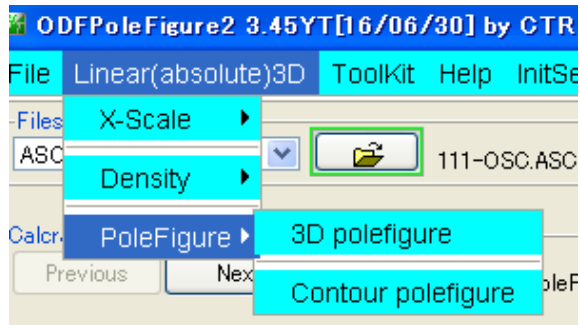 ODFPoleFigure2 3.45YT[16/06/30] by CTR
File Linear(absolute)3D ToolKit Help InitSe
Files
X-Scale
ASC
111-OSC.ASC
Density
Calcr
PoleFigure
3D polefigure
Previous Nex
oleF
Contour polefigure